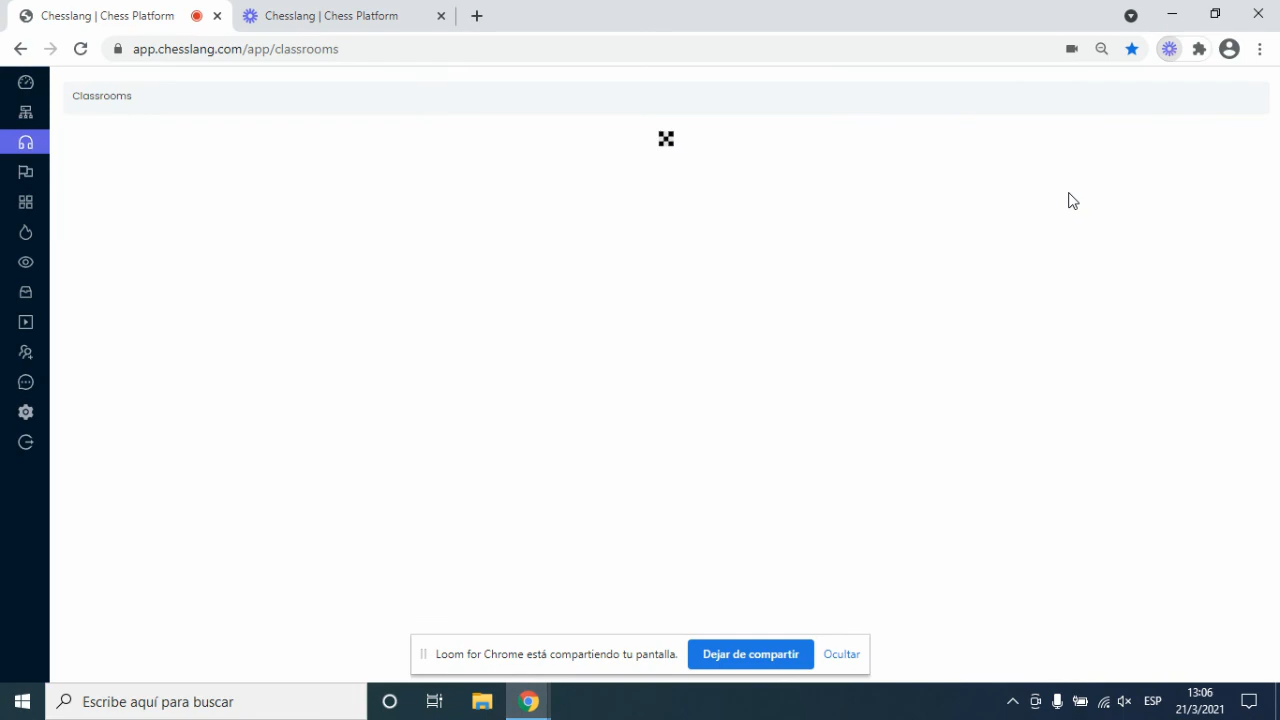 Chesslang | Chess Platform
Chesslang | Chess Platform
app.chesslang.com/app/classrooms
Classrooms
Loom for Chrome está compartiendo tu pantalla.
Dejar de compartir
Ocultar
Escribe aquí para buscar
ESP
13:06
21/3/2021